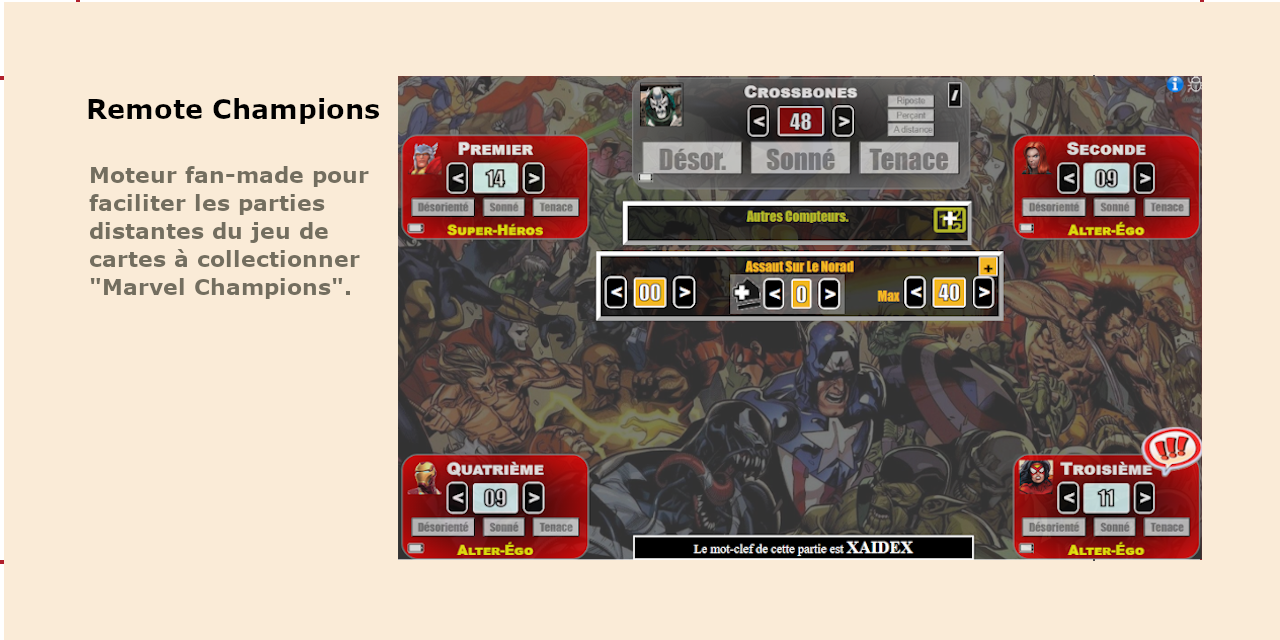 Remote Champions
Moteur fan-made pour
faciliter les parties
distantes du jeu de
cartes à collectionner
"Marvel Champions".
Crossbones
< 48 >
Riposte
Perçant
A distance
I
Désor. Sonné Tenace
Premier
< 14 >
Désorienté Sonné Tenace
Super-Héros
Seconde
< 09 >
Désorienté Sonné Tenace
Alter-Égo
Autres Compteurs.
Assaut Sur Le Norad
+
< 00 > < 0 > Max < 40 >
Quatrième
< 09 >
Désorienté Sonné Tenace
Alter-Égo
!!!
Troisième
< 11 >
Désorienté Sonné Tenace
Alter-Égo
Le mot-clef de cette partie est XAIDEX